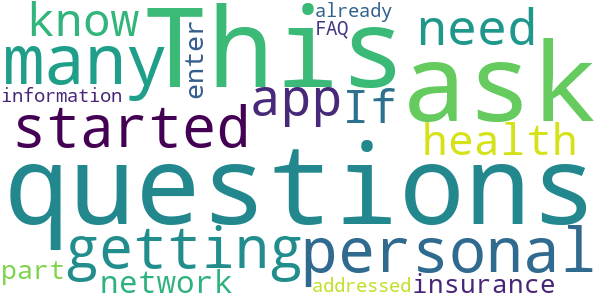 know This already FAQ need
many enter ask
information app If
started health
questions
getting personal
part network addressed insurance